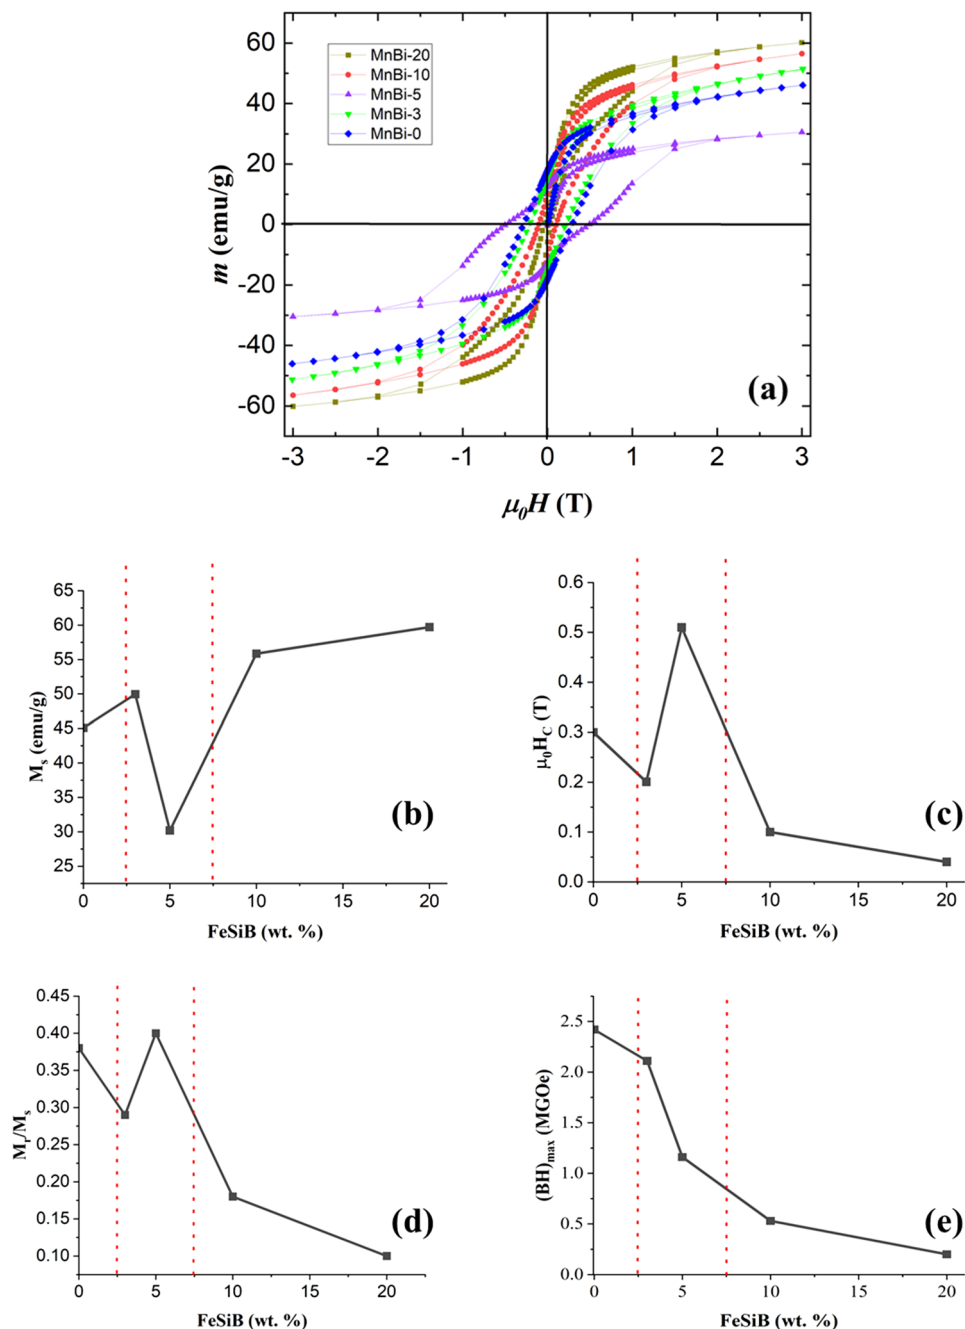 60
40
20
0
-20
-40
-60
m (emu/g)
MnBi-20
MnBi-10
MnBi-5
MnBi-3
MnBi-0
(a)
-3 -2 -1 0 1 2 3
μ₀H (T)
65
60
55
50
45
40
35
30
25
Ms (emu/g)
(b)
0 5 10 15 20
FeSiB (wt. %)
0.6
0.5
0.4
0.3
0.2
0.1
0.0
μ₀HC (T)
(c)
0 5 10 15 20
FeSiB (wt. %)
0.45
0.40
0.35
0.30
0.25
0.20
0.15
0.10
Mr/Ms
(d)
0 5 10 15 20
FeSiB (wt. %)
2.5
2.0
1.5
1.0
0.5
0.0
(BH)max (MGOe)
(e)
0 5 10 15 20
FeSiB (wt. %)